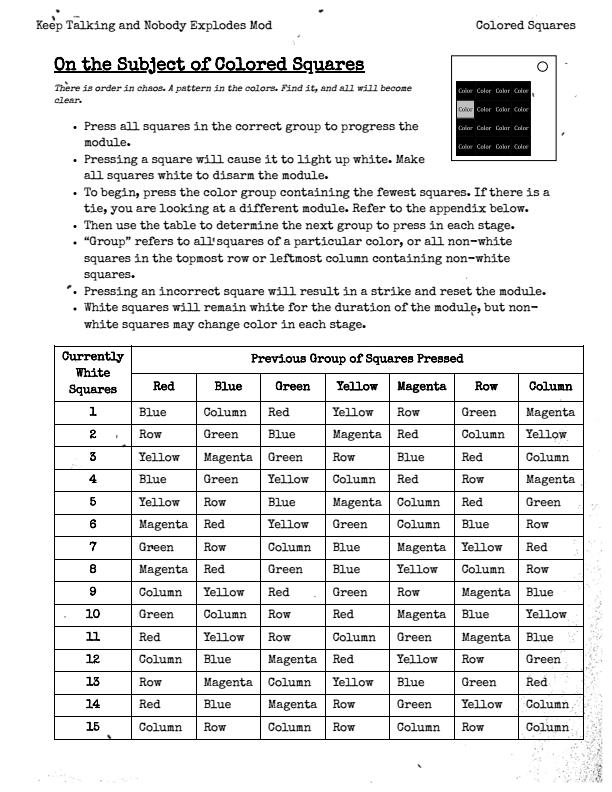 Keep Talking and Nobody Explodes Mod Colored Squares
On the Subject of Colored Squares
There is order in chaos. A pattern in the colors. Find it, and all will become
clear.
Color Color Color Color
Color Color Color Color
Color Color Color Color
Color Color Color Color
• Press all squares in the correct group to progress the
module.
• Pressing a square will cause it to light up white. Make
all squares white to disarm the module.
• To begin, press the color group containing the fewest squares. If there is a
tie, you are looking at a different module. Refer to the appendix below.
• Then use the table to determine the next group to press in each stage.
• “Group” refers to all squares of a particular color, or all non-white
squares in the topmost row or leftmost column containing non-white
squares.
• Pressing an incorrect square will result in a strike and reset the module.
• White squares will remain white for the duration of the module, but non-
white squares may change color in each stage.
Currently
White
Squares
Previous Group of Squares Pressed
Red Blue Green Yellow Magenta Row Column
1 Blue Column Red Yellow Row Green Magenta
2 Row Green Blue Magenta Red Column Yellow
3 Yellow Magenta Green Row Blue Red Column
4 Blue Green Yellow Column Red Row Magenta
5 Yellow Row Blue Magenta Column Red Green
6 Magenta Red Yellow Green Column Blue Row
7 Green Row Column Blue Magenta Yellow Red
8 Magenta Red Green Blue Yellow Column Row
9 Column Yellow Red Green Row Magenta Blue
10 Green Column Row Red Magenta Blue Yellow
11 Red Yellow Row Column Green Magenta Blue
12 Column Blue Magenta Red Yellow Row Green
13 Row Magenta Column Yellow Blue Green Red
14 Red Blue Magenta Row Green Yellow Column
15 Column Row Column Row Column Row Column